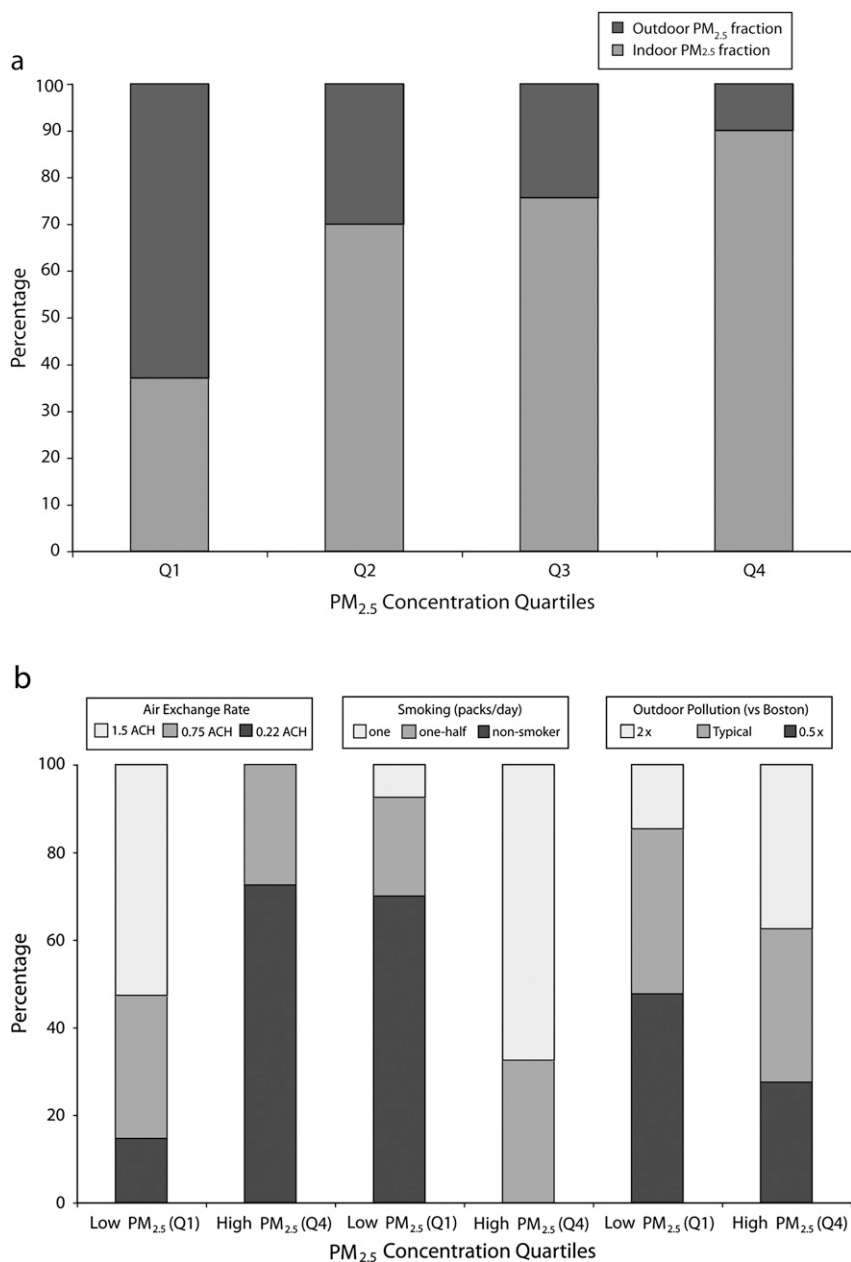 Outdoor PM2.5 fraction
Indoor PM2.5 fraction
a
100
90
80
70
60
50
40
30
20
10
0
Percentage
Q1 Q2 Q3 Q4
PM2.5 Concentration Quartiles
b
Air Exchange Rate
1.5 ACH 0.75 ACH 0.22 ACH
Smoking (packs/day)
one one-half non-smoker
Outdoor Pollution (vs Boston)
2x Typical 0.5x
100
80
60
40
20
0
Percentage
Low PM2.5 (Q1) High PM2.5 (Q4) Low PM2.5 (Q1) High PM2.5 (Q4) Low PM2.5 (Q1) High PM2.5 (Q4)
PM2.5 Concentration Quartiles